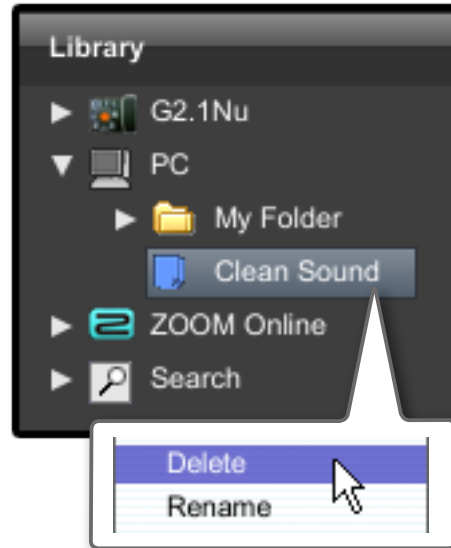 Library
G2.1Nu
PC
My Folder
Clean Sound
ZOOM Online
Search
Delete
Rename